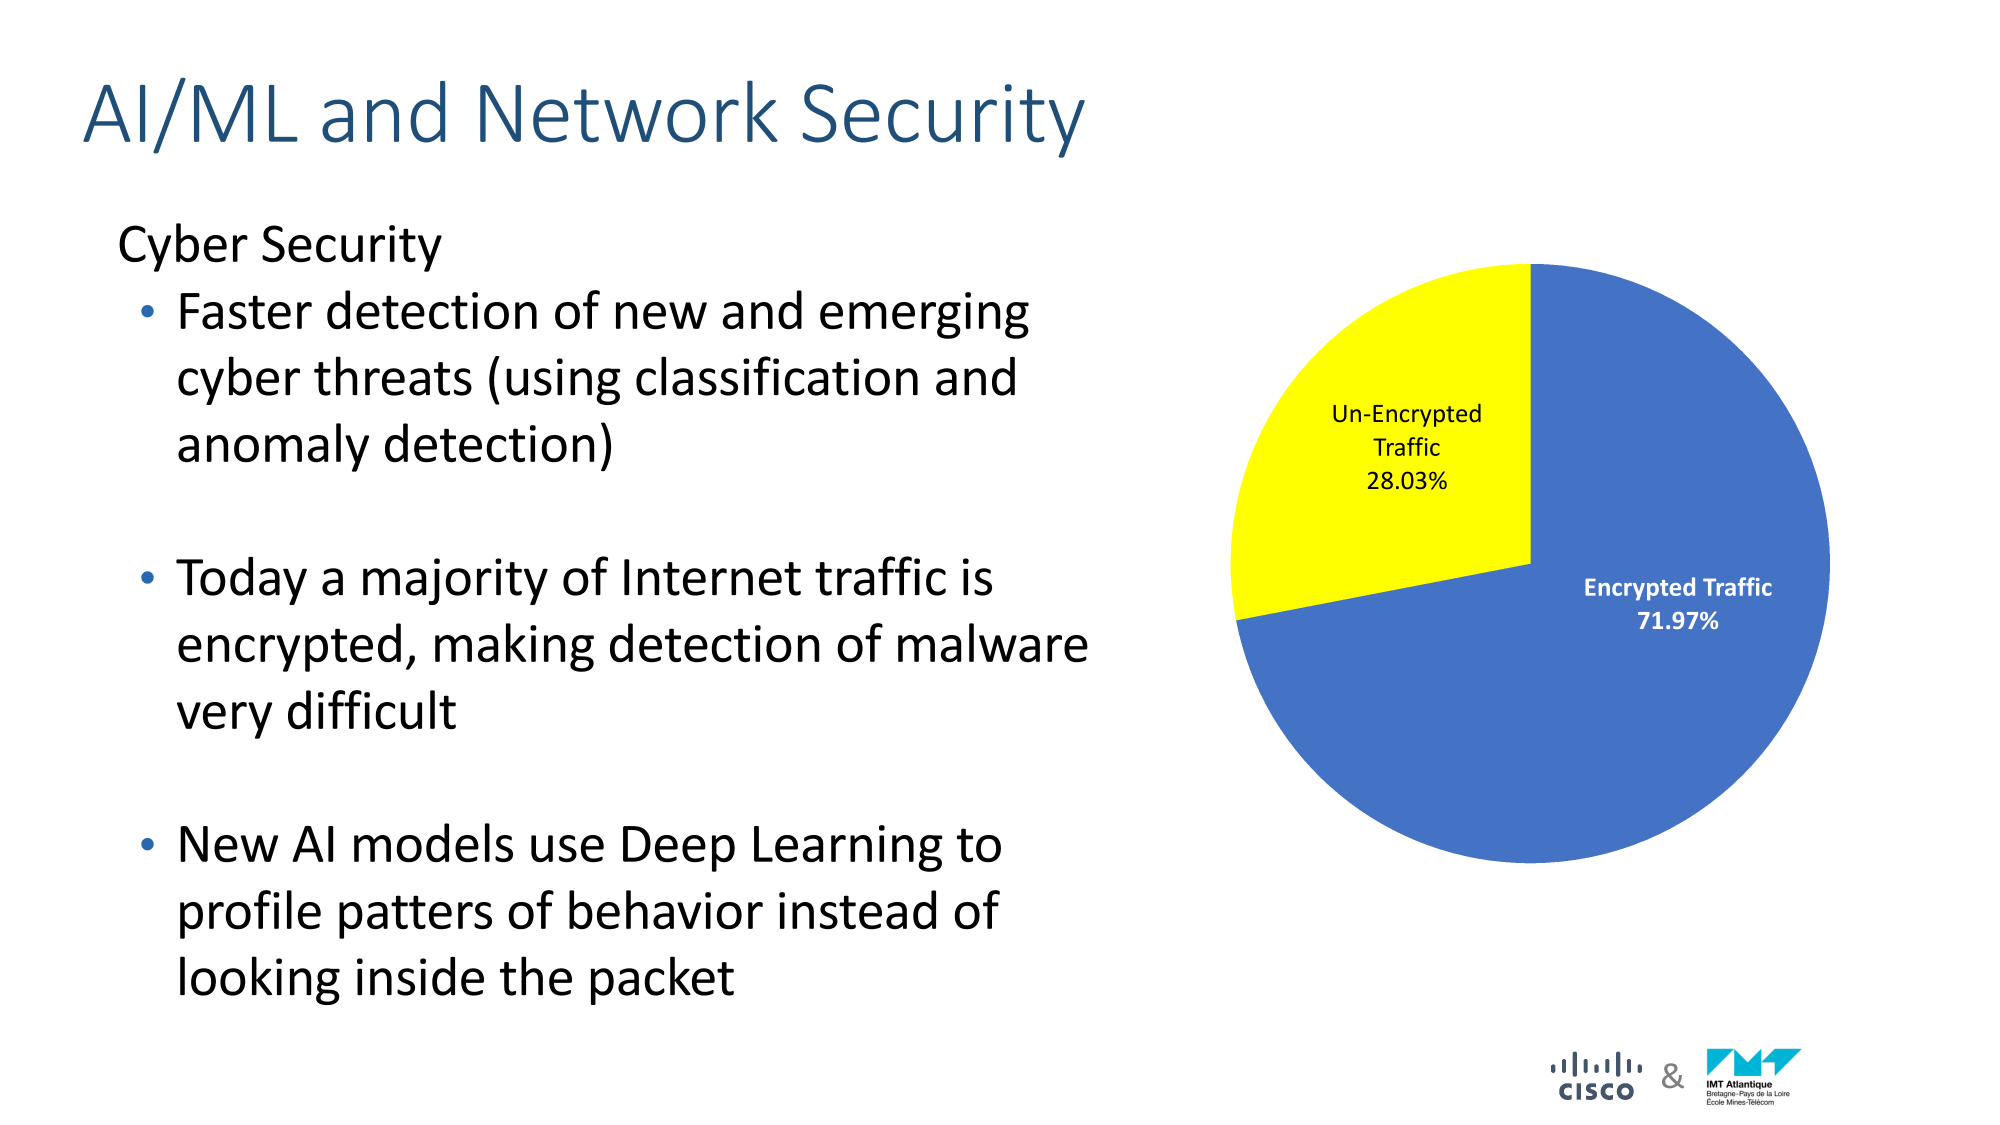 AI/ML and Network Security
Cyber Security
• Faster detection of new and emerging
cyber threats (using classification and
anomaly detection)
• Today a majority of Internet traffic is
encrypted, making detection of malware
very difficult
• New AI models use Deep Learning to
profile patters of behavior instead of
looking inside the packet
Un-Encrypted
Traffic
28.03%
Encrypted Traffic
71.97%
CISCO
&
IMT Atlantique
Bretagne-Pays de la Loire
École Mines-Télécom